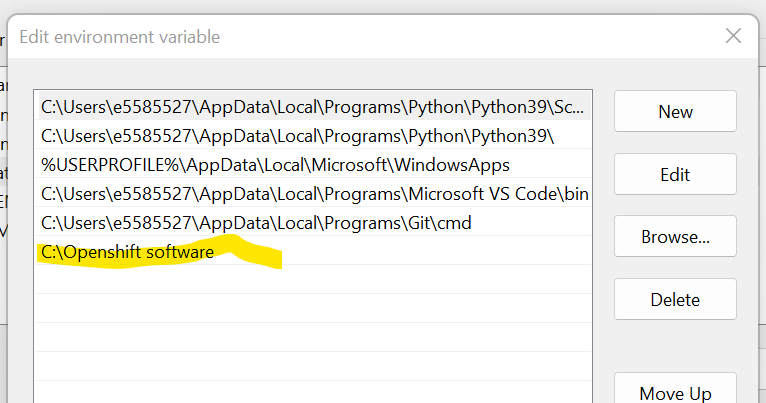 Edit environment variable
C:\Users\e5585527\AppData\Local\Programs\Python\Python39\Sc...
New
C:\Users\e5585527\AppData\Local\Programs\Python\Python39\
%USERPROFILE%\AppData\Local\Microsoft\WindowsApps
Edit
C:\Users\e5585527\AppData\Local\Programs\Microsoft VS Code\bin
C:\Users\e5585527\AppData\Local\Programs\Git\cmd
Browse...
C:\Openshift software
Delete
Move Up